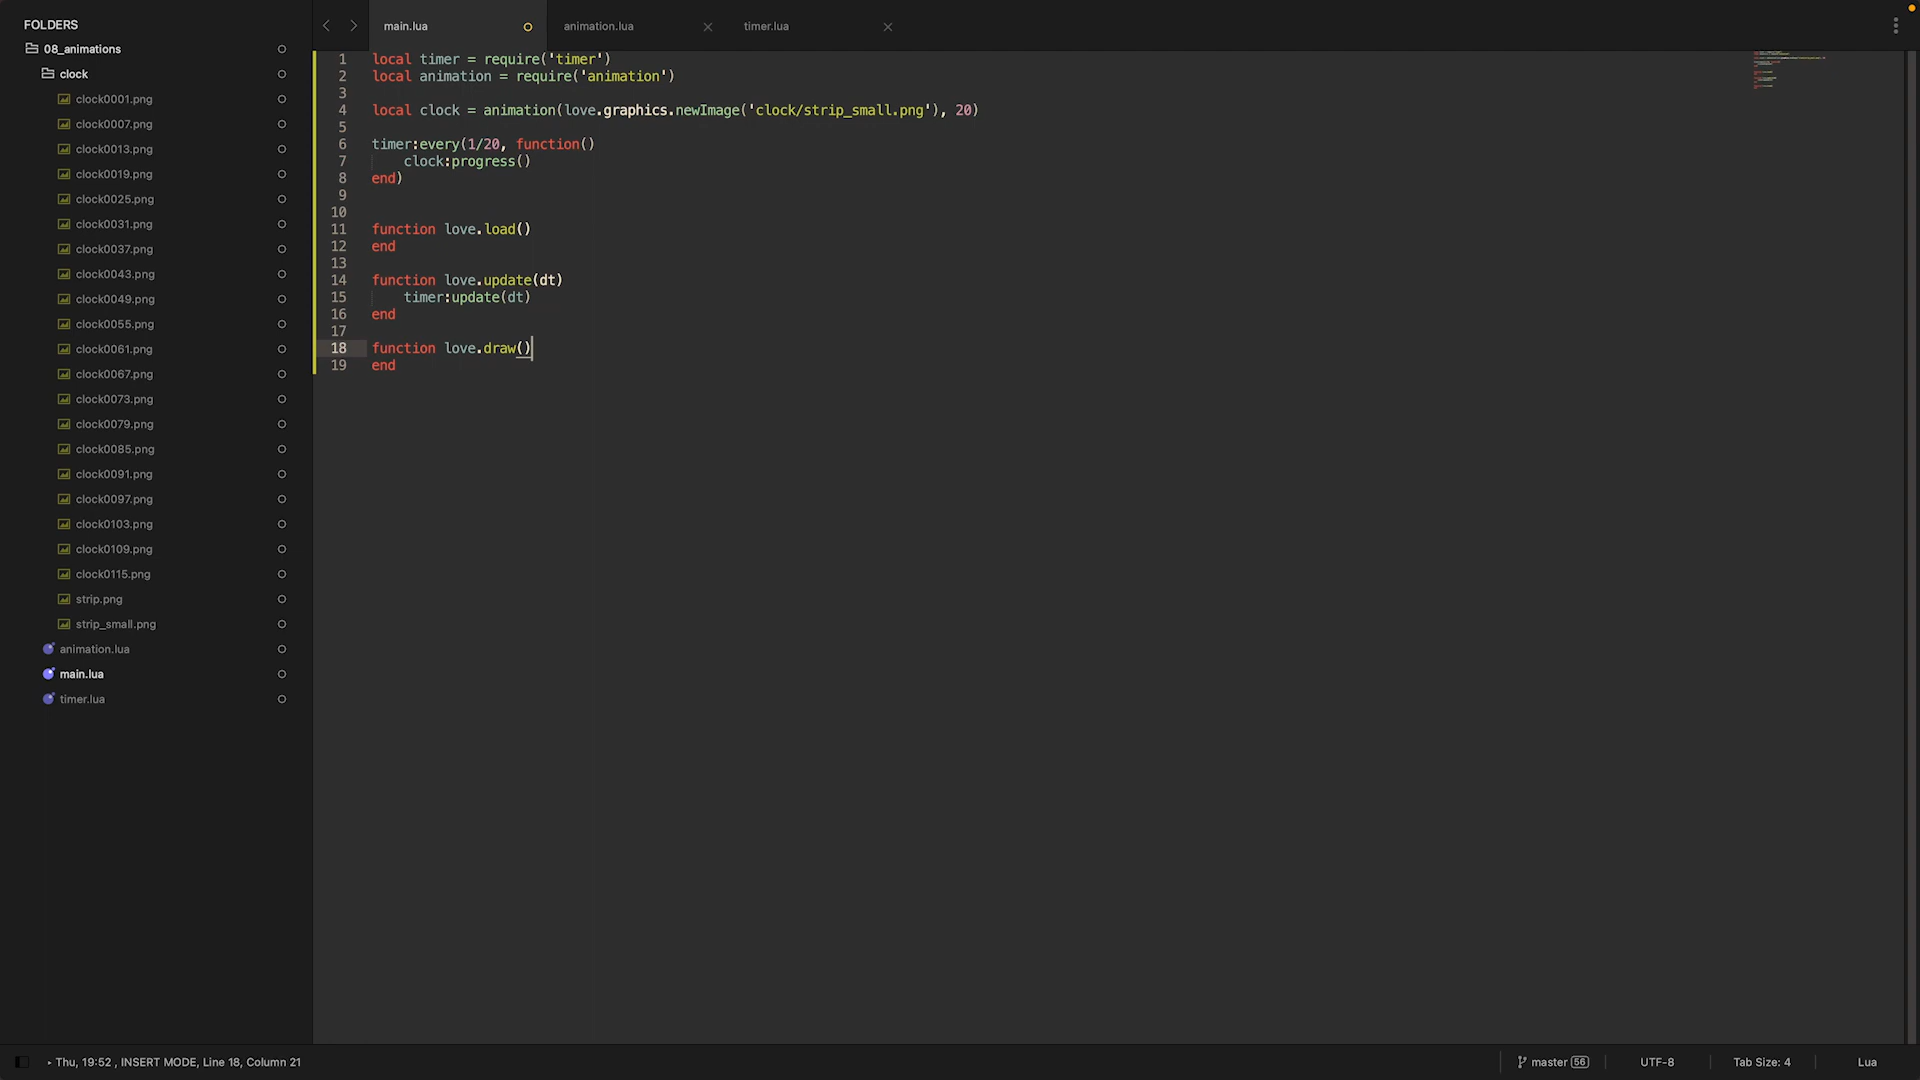 FOLDERS
08_animations
clock
clock0001.png
clock0007.png
clock0013.png
clock0019.png
clock0025.png
clock0031.png
clock0037.png
clock0043.png
clock0049.png
clock0055.png
clock0061.png
clock0067.png
clock0073.png
clock0079.png
clock0085.png
clock0091.png
clock0097.png
clock0103.png
clock0109.png
clock0115.png
strip.png
strip_small.png
animation.lua
main.lua
timer.lua
main.lua
animation.lua
timer.lua
1 local timer = require('timer')
2 local animation = require('animation')
3
4 local clock = animation(love.graphics.newImage('clock/strip_small.png'), 20)
5
6 timer:every(1/20, function()
7     clock:progress()
8 end)
9
10
11 function love.load()
12 end
13
14 function love.update(dt)
15     timer:update(dt)
16 end
17
18 function love.draw()
19 end
Thu, 19:52 , INSERT MODE, Line 18, Column 21
master 56
UTF-8
Tab Size: 4
Lua